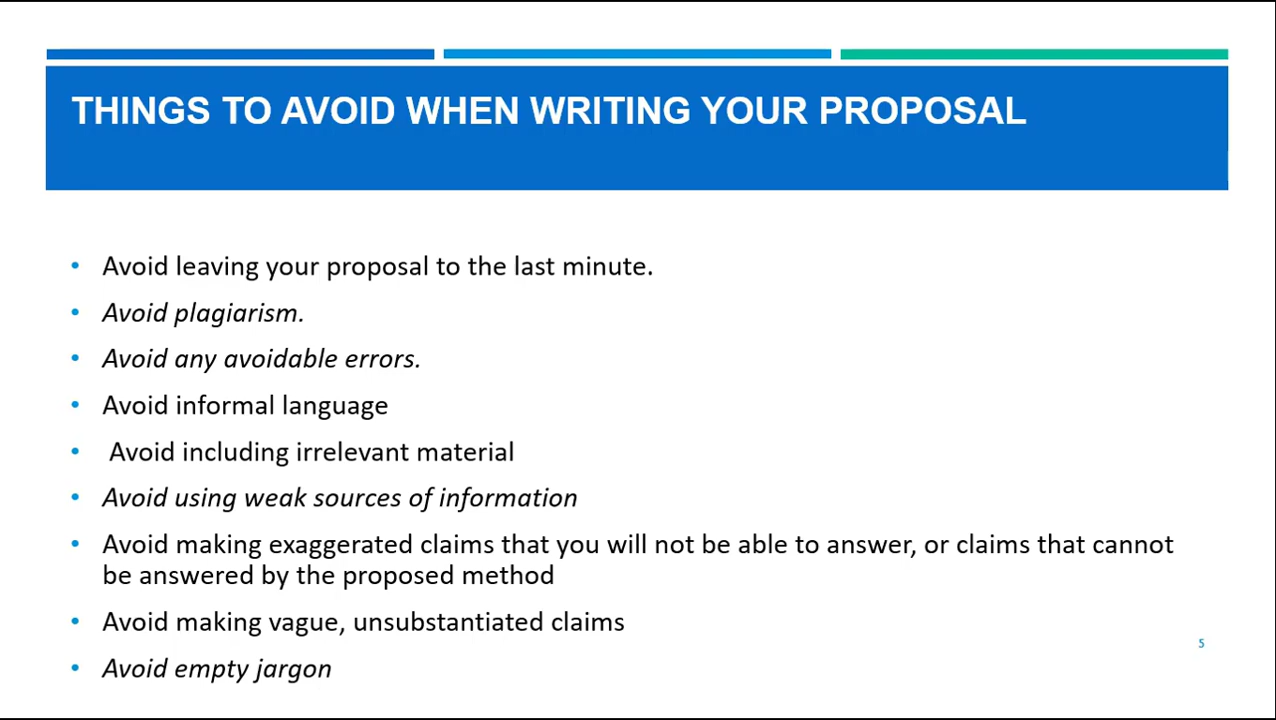 THINGS TO AVOID WHEN WRITING YOUR PROPOSAL
• Avoid leaving your proposal to the last minute.
• Avoid plagiarism.
• Avoid any avoidable errors.
• Avoid informal language
• Avoid including irrelevant material
• Avoid using weak sources of information
• Avoid making exaggerated claims that you will not be able to answer, or claims that cannot
be answered by the proposed method
• Avoid making vague, unsubstantiated claims
5
• Avoid empty jargon